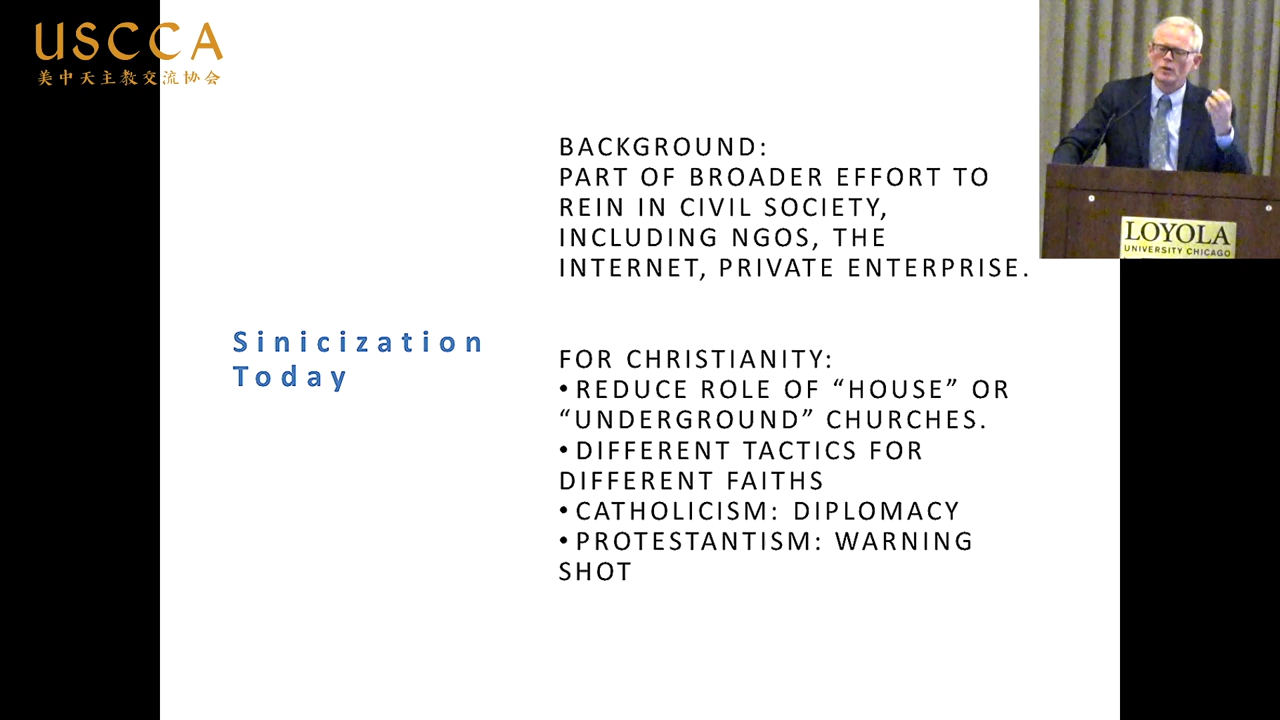 USCCA
美中天主教交流协会
BACKGROUND:
PART OF BROADER EFFORT TO
REIN IN CIVIL SOCIETY,
INCLUDING NGOS, THE
INTERNET, PRIVATE ENTERPRISE.
Sinicization
Today
FOR CHRISTIANITY:
•REDUCE ROLE OF “HOUSE” OR
“UNDERGROUND” CHURCHES.
•DIFFERENT TACTICS FOR
DIFFERENT FAITHS
•CATHOLICISM: DIPLOMACY
•PROTESTANTISM: WARNING
SHOT
LOYOLA
UNIVERSITY CHICAGO